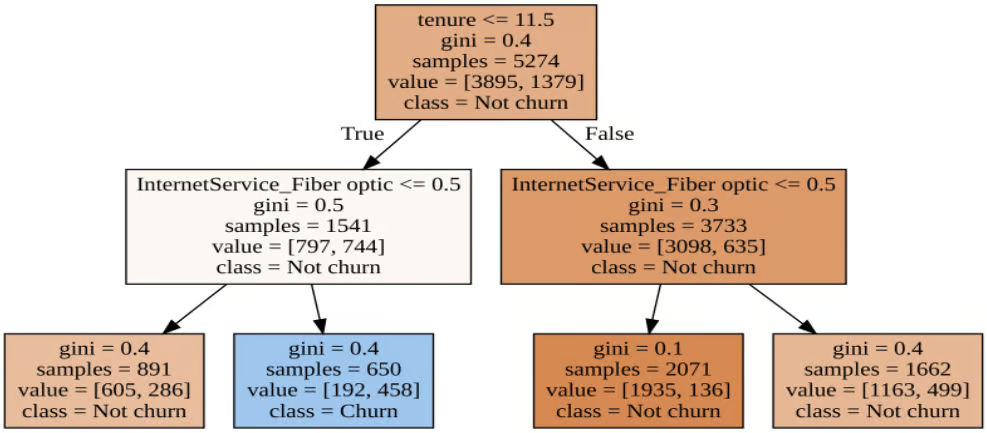 tenure <= 11.5
gini = 0.4
samples = 5274
value = [3895, 1379]
class = Not churn
True
False
InternetService_Fiber optic <= 0.5
gini = 0.5
samples = 1541
value = [797, 744]
class = Not churn
InternetService_Fiber optic <= 0.5
gini = 0.3
samples = 3733
value = [3098, 635]
class = Not churn
gini = 0.4
samples = 891
value = [605, 286]
class = Not churn
gini = 0.4
samples = 650
value = [192, 458]
class = Churn
gini = 0.1
samples = 2071
value = [1935, 136]
class = Not churn
gini = 0.4
samples = 1662
value = [1163, 499]
class = Not churn